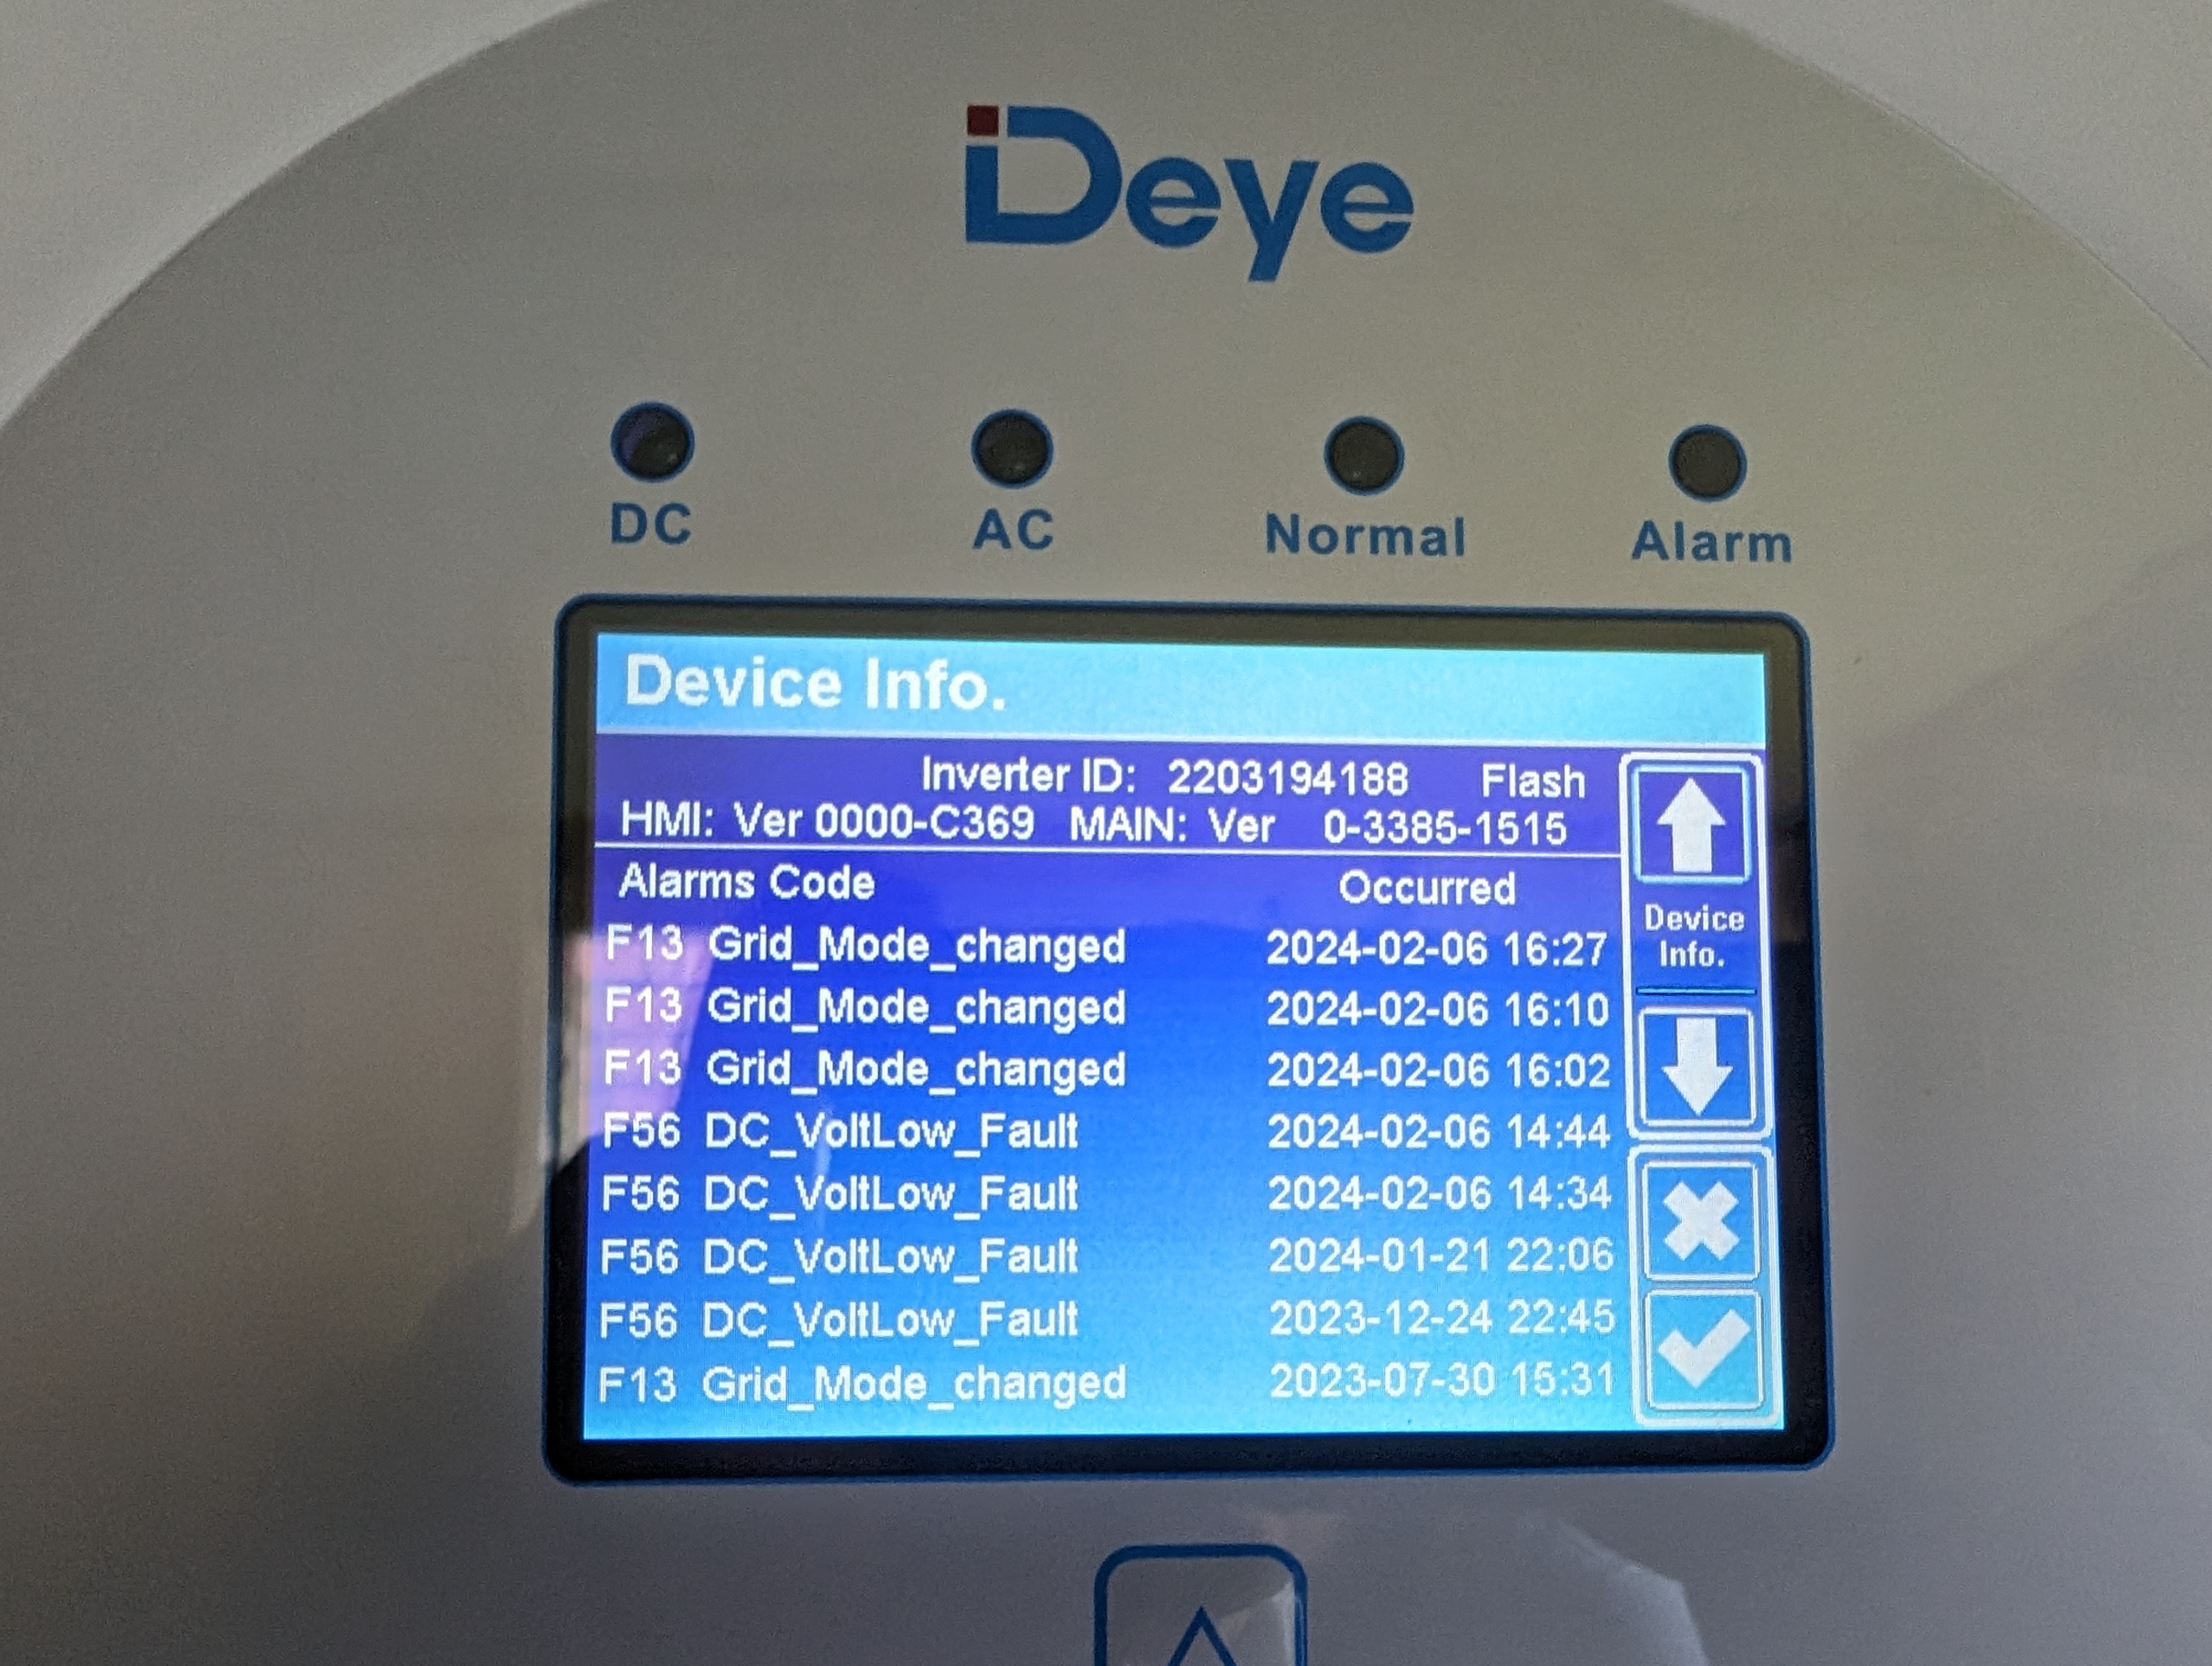 Deye
DC AC Normal Alarm
Device Info.
Inverter ID: 2203194188 Flash
HMI: Ver 0000-C369 MAIN: Ver 0-3385-1515
Alarms Code Occurred
F13 Grid_Mode_changed 2024-02-06 16:27
F13 Grid_Mode_changed 2024-02-06 16:10
F13 Grid_Mode_changed 2024-02-06 16:02
F56 DC_VoltLow_Fault 2024-02-06 14:44
F56 DC_VoltLow_Fault 2024-02-06 14:34
F56 DC_VoltLow_Fault 2024-01-21 22:06
F56 DC_VoltLow_Fault 2023-12-24 22:45
F13 Grid_Mode_changed 2023-07-30 15:31
Device
Info.